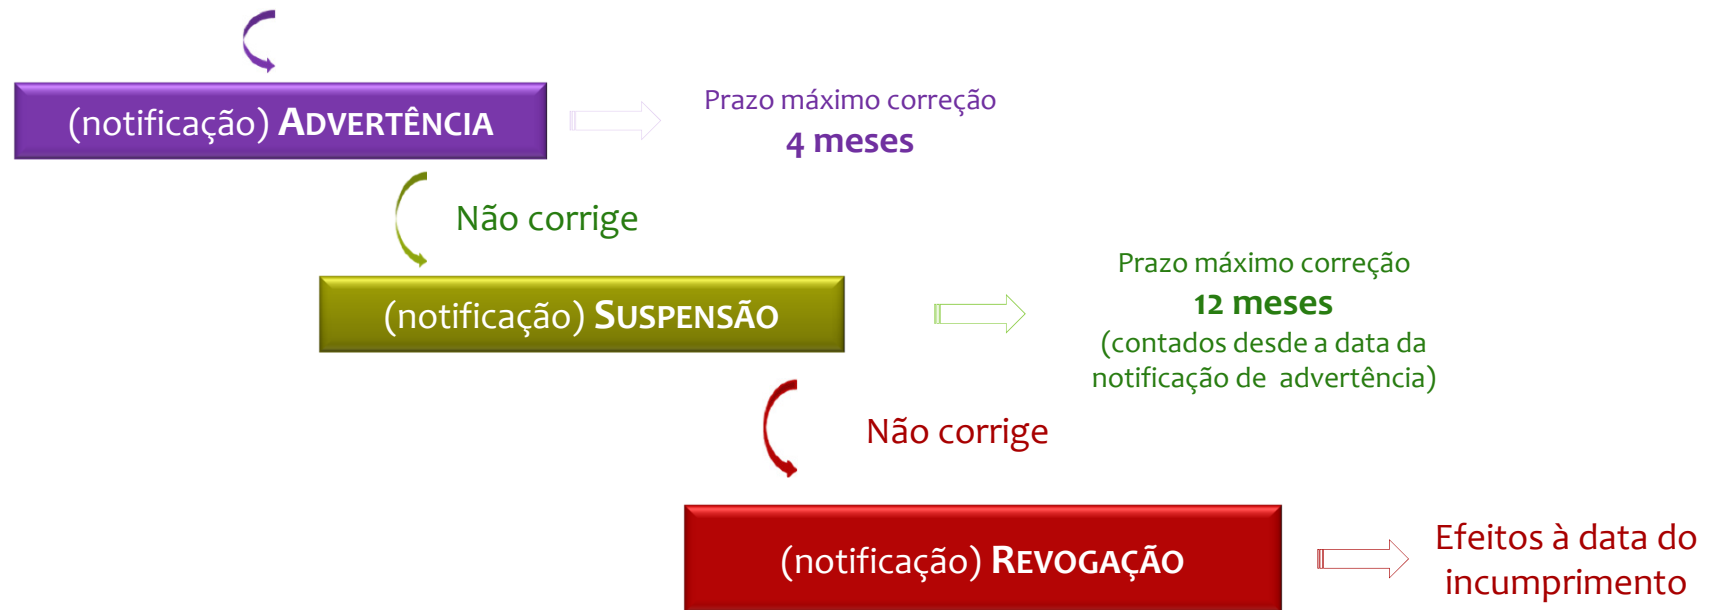 (notificação) ADVERTÊNCIA
Prazo máximo correção
4 meses
Não corrige
(notificação) SUSPENSÃO
Prazo máximo correção
12 meses
(contados desde a data da
notificação de advertência)
Não corrige
(notificação) REVOGAÇÃO
Efeitos à data do
incumprimento